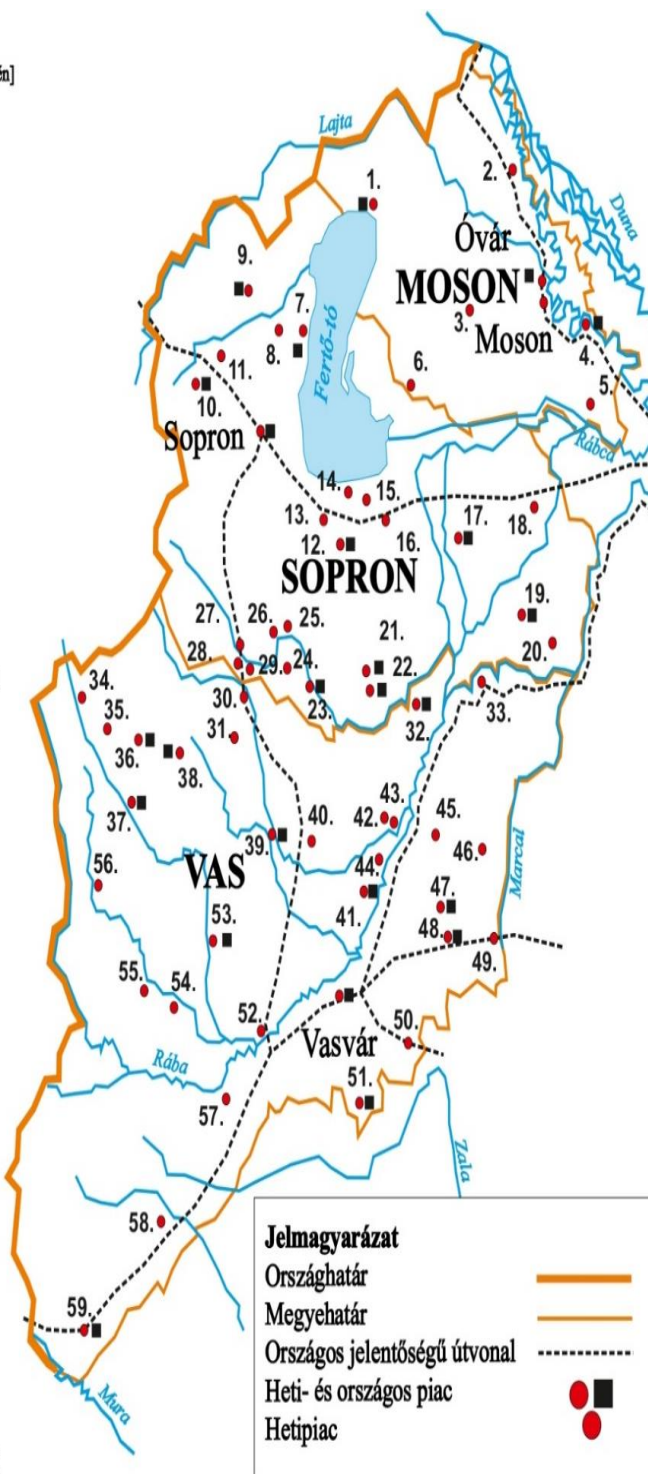 én]
Lajta
1.
2.
Duna
Óvár
9.
MOSON
7.
3.
Moson
8.
Fertő-tó
4.
11.
6.
5.
10.
Sopron
Rábca
14.
15.
13.
17.
18.
12.
16.
SOPRON
19.
27.
26.
25.
20.
21.
28.
29.
24.
22.
34.
30.
23.
32.
33.
35.
31.
36.
38.
37.
43.
40.
42.
45.
39.
46.
Marcal
44.
VAS
56.
41.
47.
53.
48.
49.
55.
54.
52.
50.
Vasvár
Rába
51.
57.
Zala
58.
59.
Mura
Jelmagyarázat
Országhatár
Megyehatár
Országos jelentőségű útvonal
Heti- és országos piac
Hetipiac